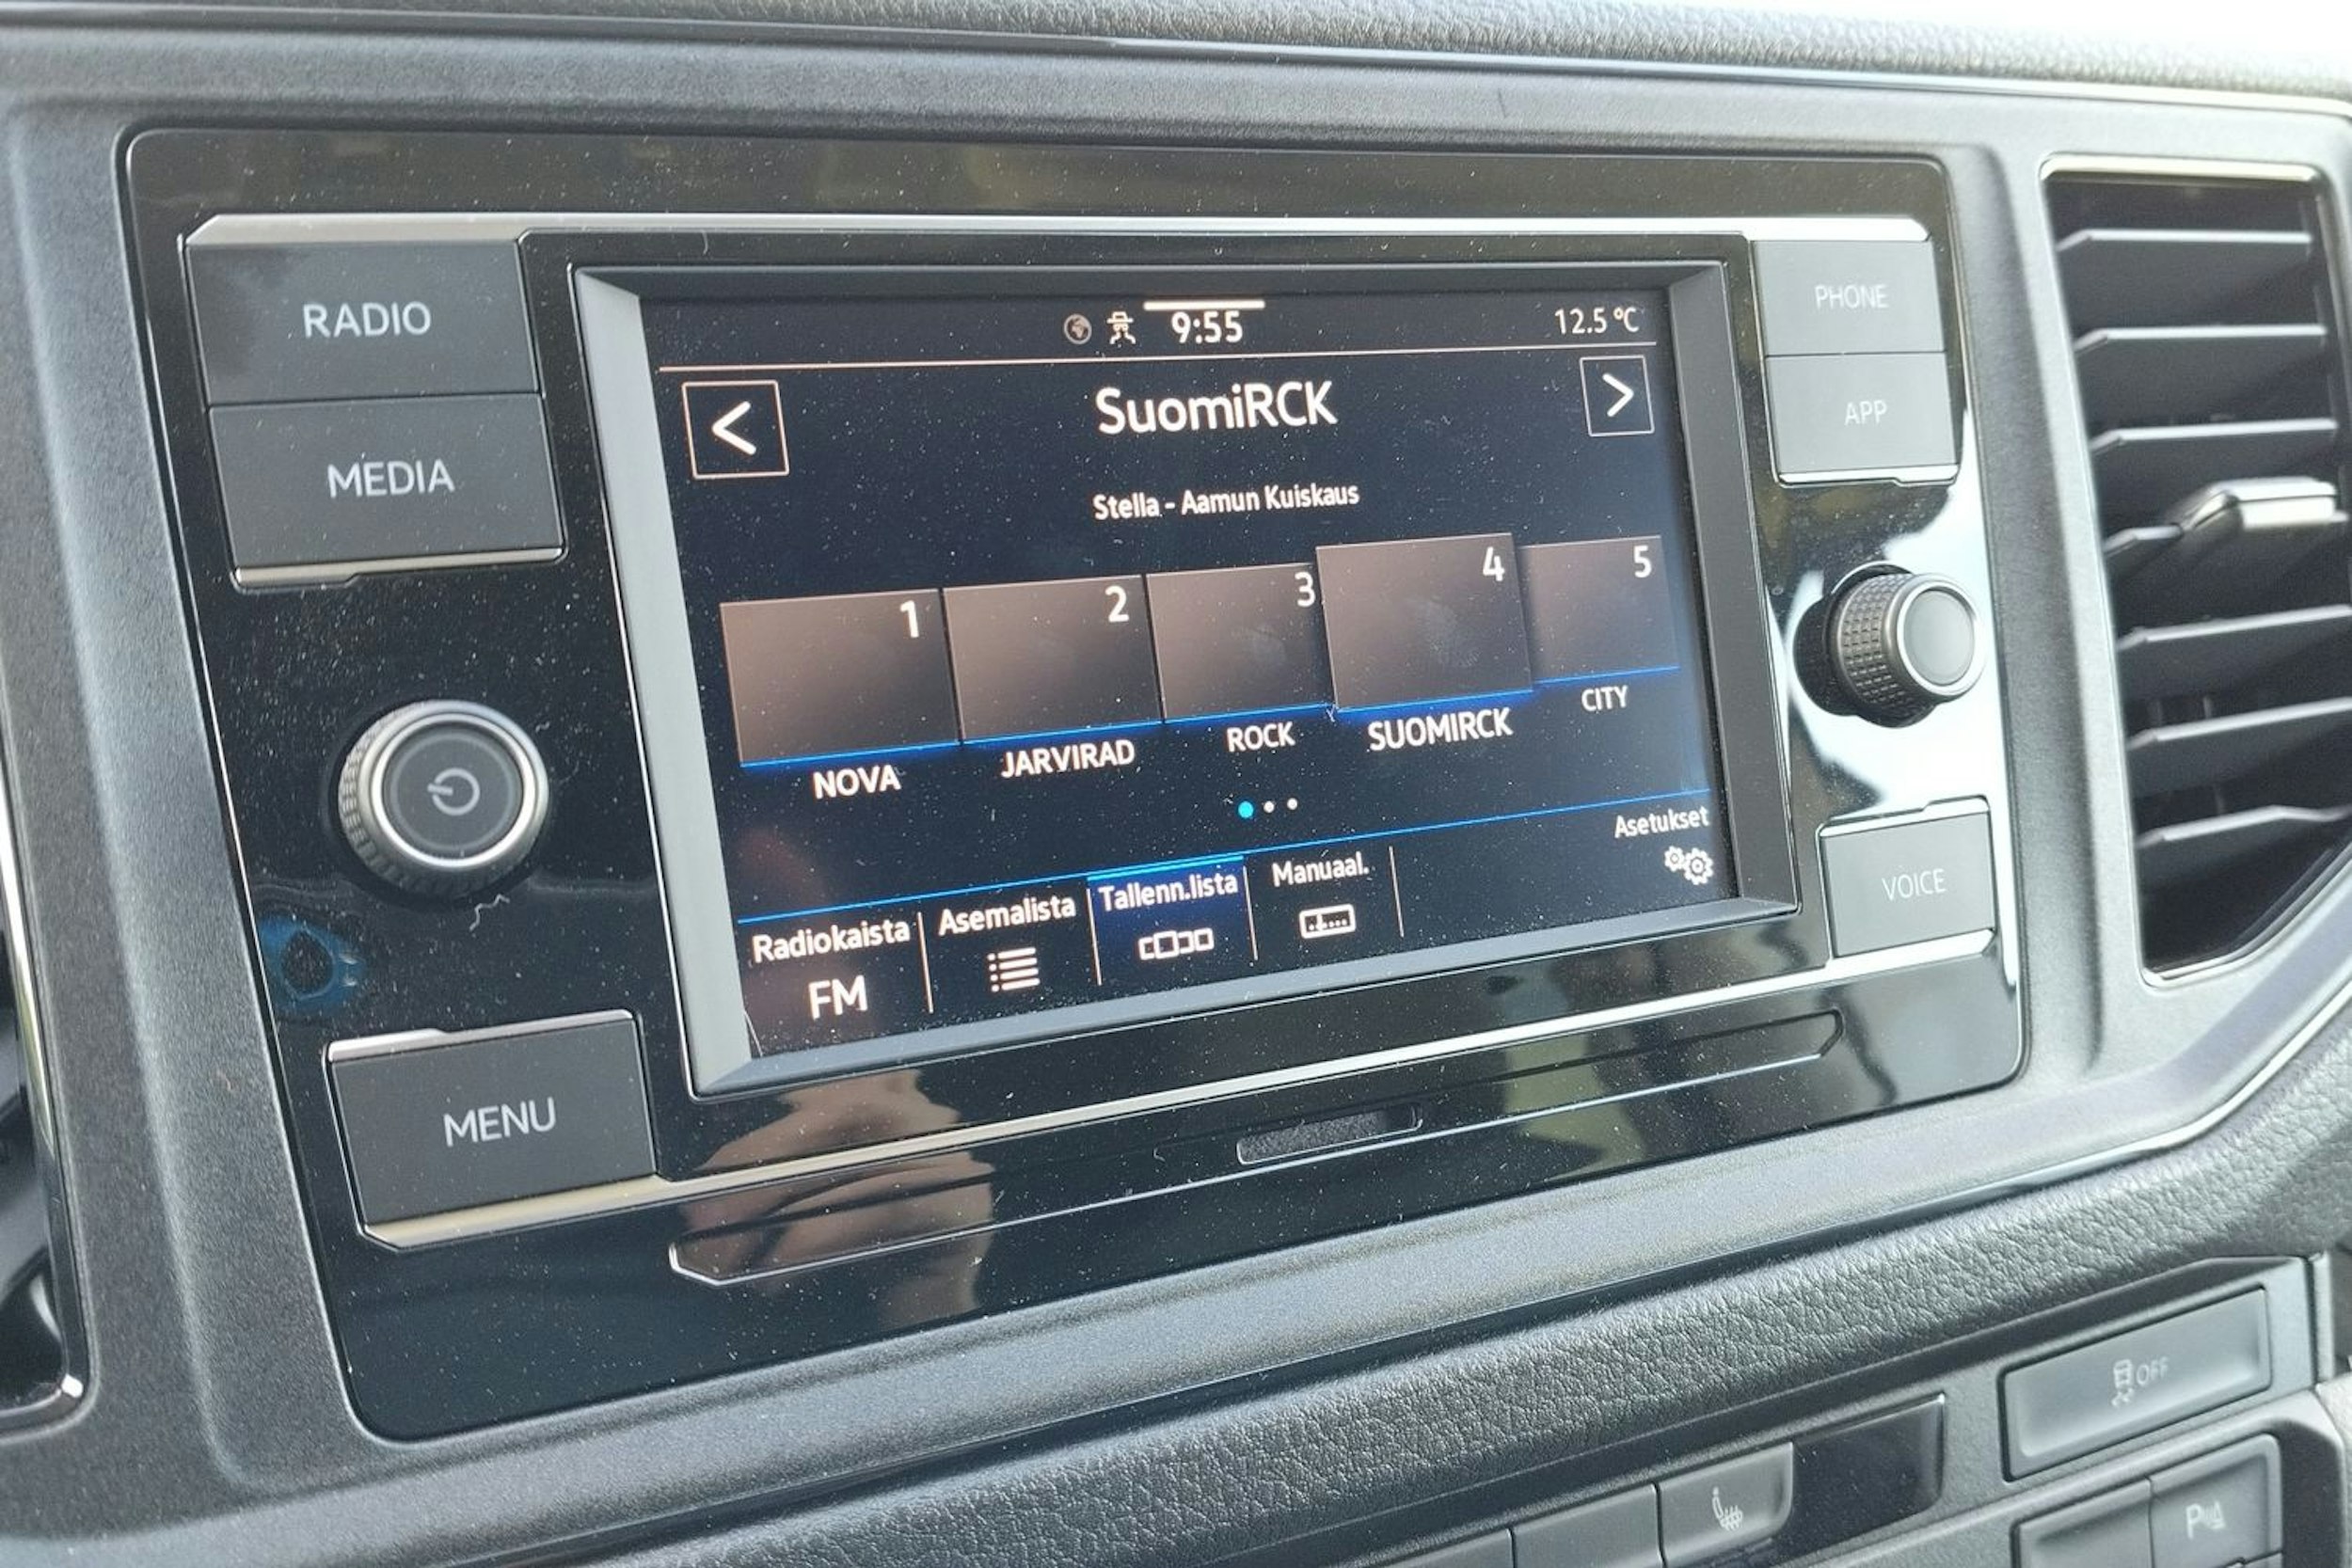 RADIO
MEDIA
MENU
9:55
12.5 °C
<
SuomiRCK
>
Stella - Aamun Kuiskaus
1
2
3
4
5
NOVA
JARVIRAD
ROCK
SUOMIRCK
CITY
Asetukset
Radiokaista
Asemalista
Tallenn.lista
Manuaal.
FM
PHONE
APP
VOICE
OFF
P